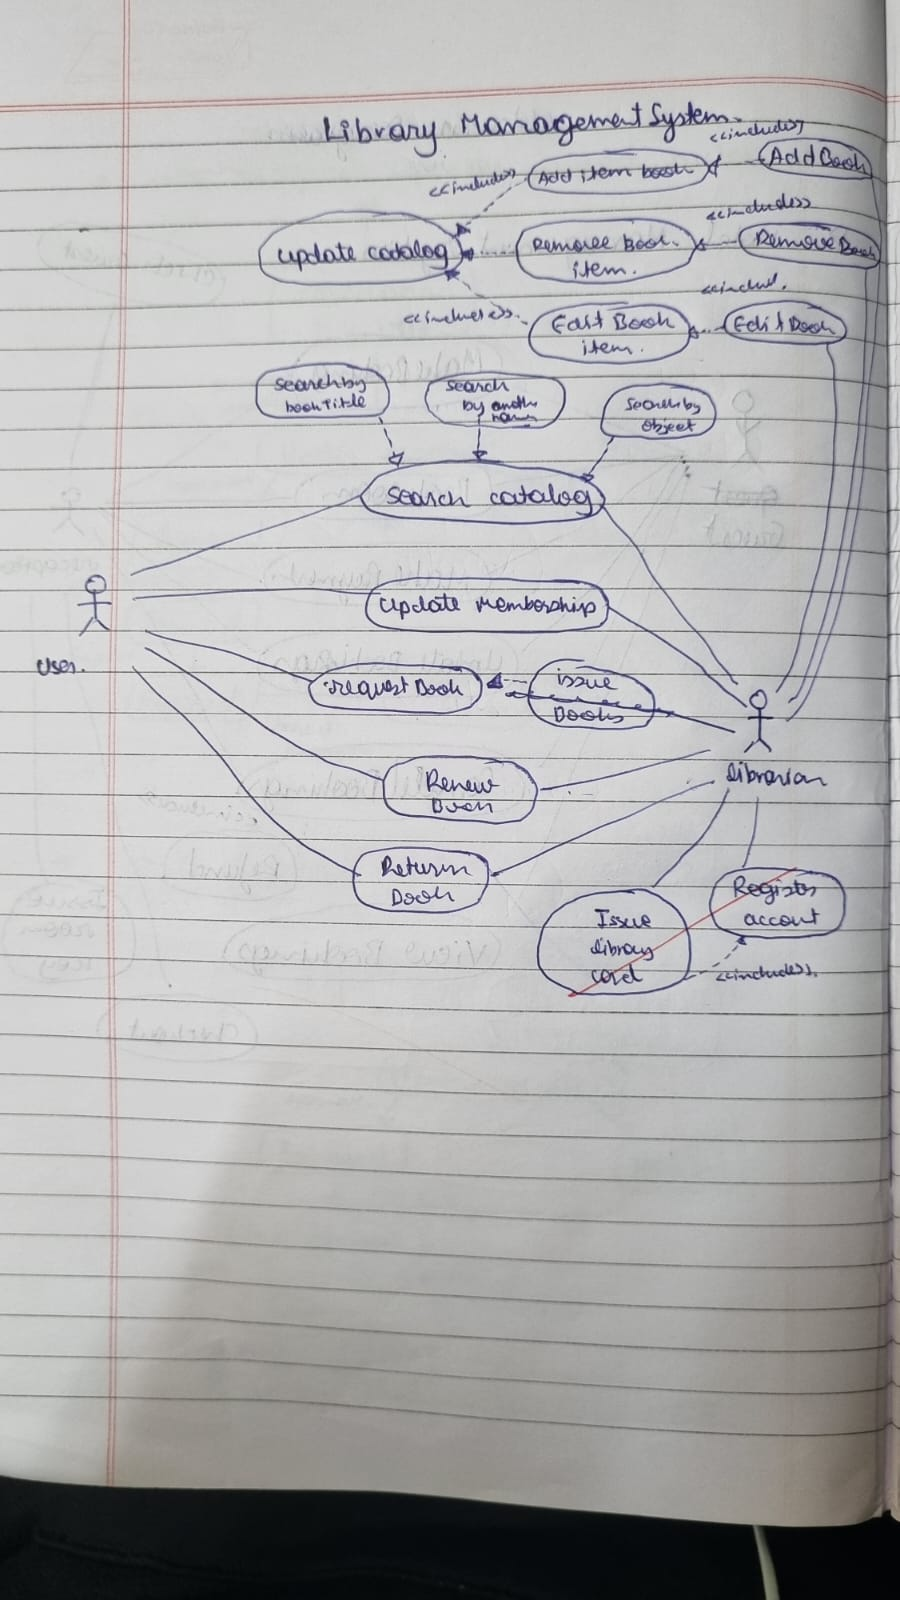 Library Management System.
<<includes>>
Add Book
<<includes>>
Add item book
<<includes>>
Update catalog
Remove Book
item.
Remove Book
<<includes>>
Edit Book
item.
<<includes>>
Edit Book
Search by
book Title
Search
by
name
Search by
Object
Search catalog
Update Membership
User.
request Book
issue
Books
librarian
Renew
Book
Return
Book
Register
account
Issue
library
card
<<includes>>